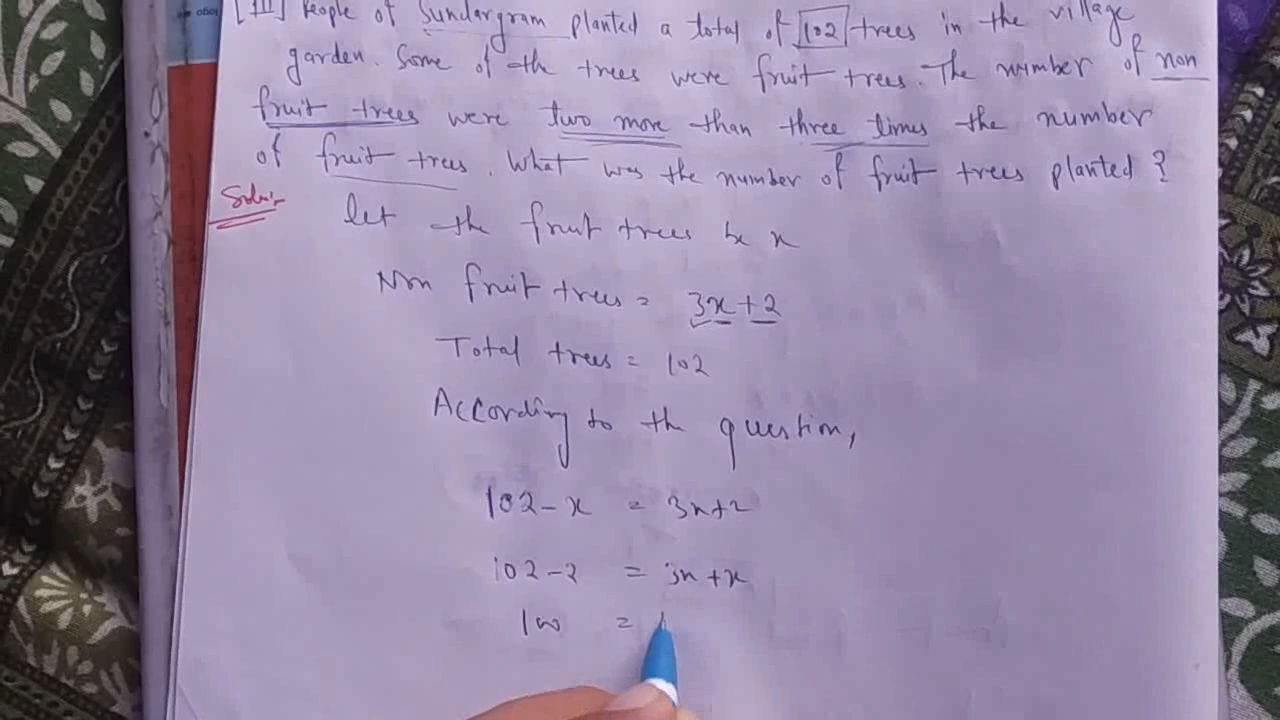 [III] People of Sundargram planted a total of 102 trees in the village
garden. Some of the trees were fruit trees. The number of non
fruit trees were two more than three times the number
of fruit trees. What was the number of fruit trees planted?
Soln:
let the fruit trees be x
Non fruit trees = 3x+2
Total trees = 102
According to the question,
102-x = 3x+2
102-2 = 3x+x
100 =